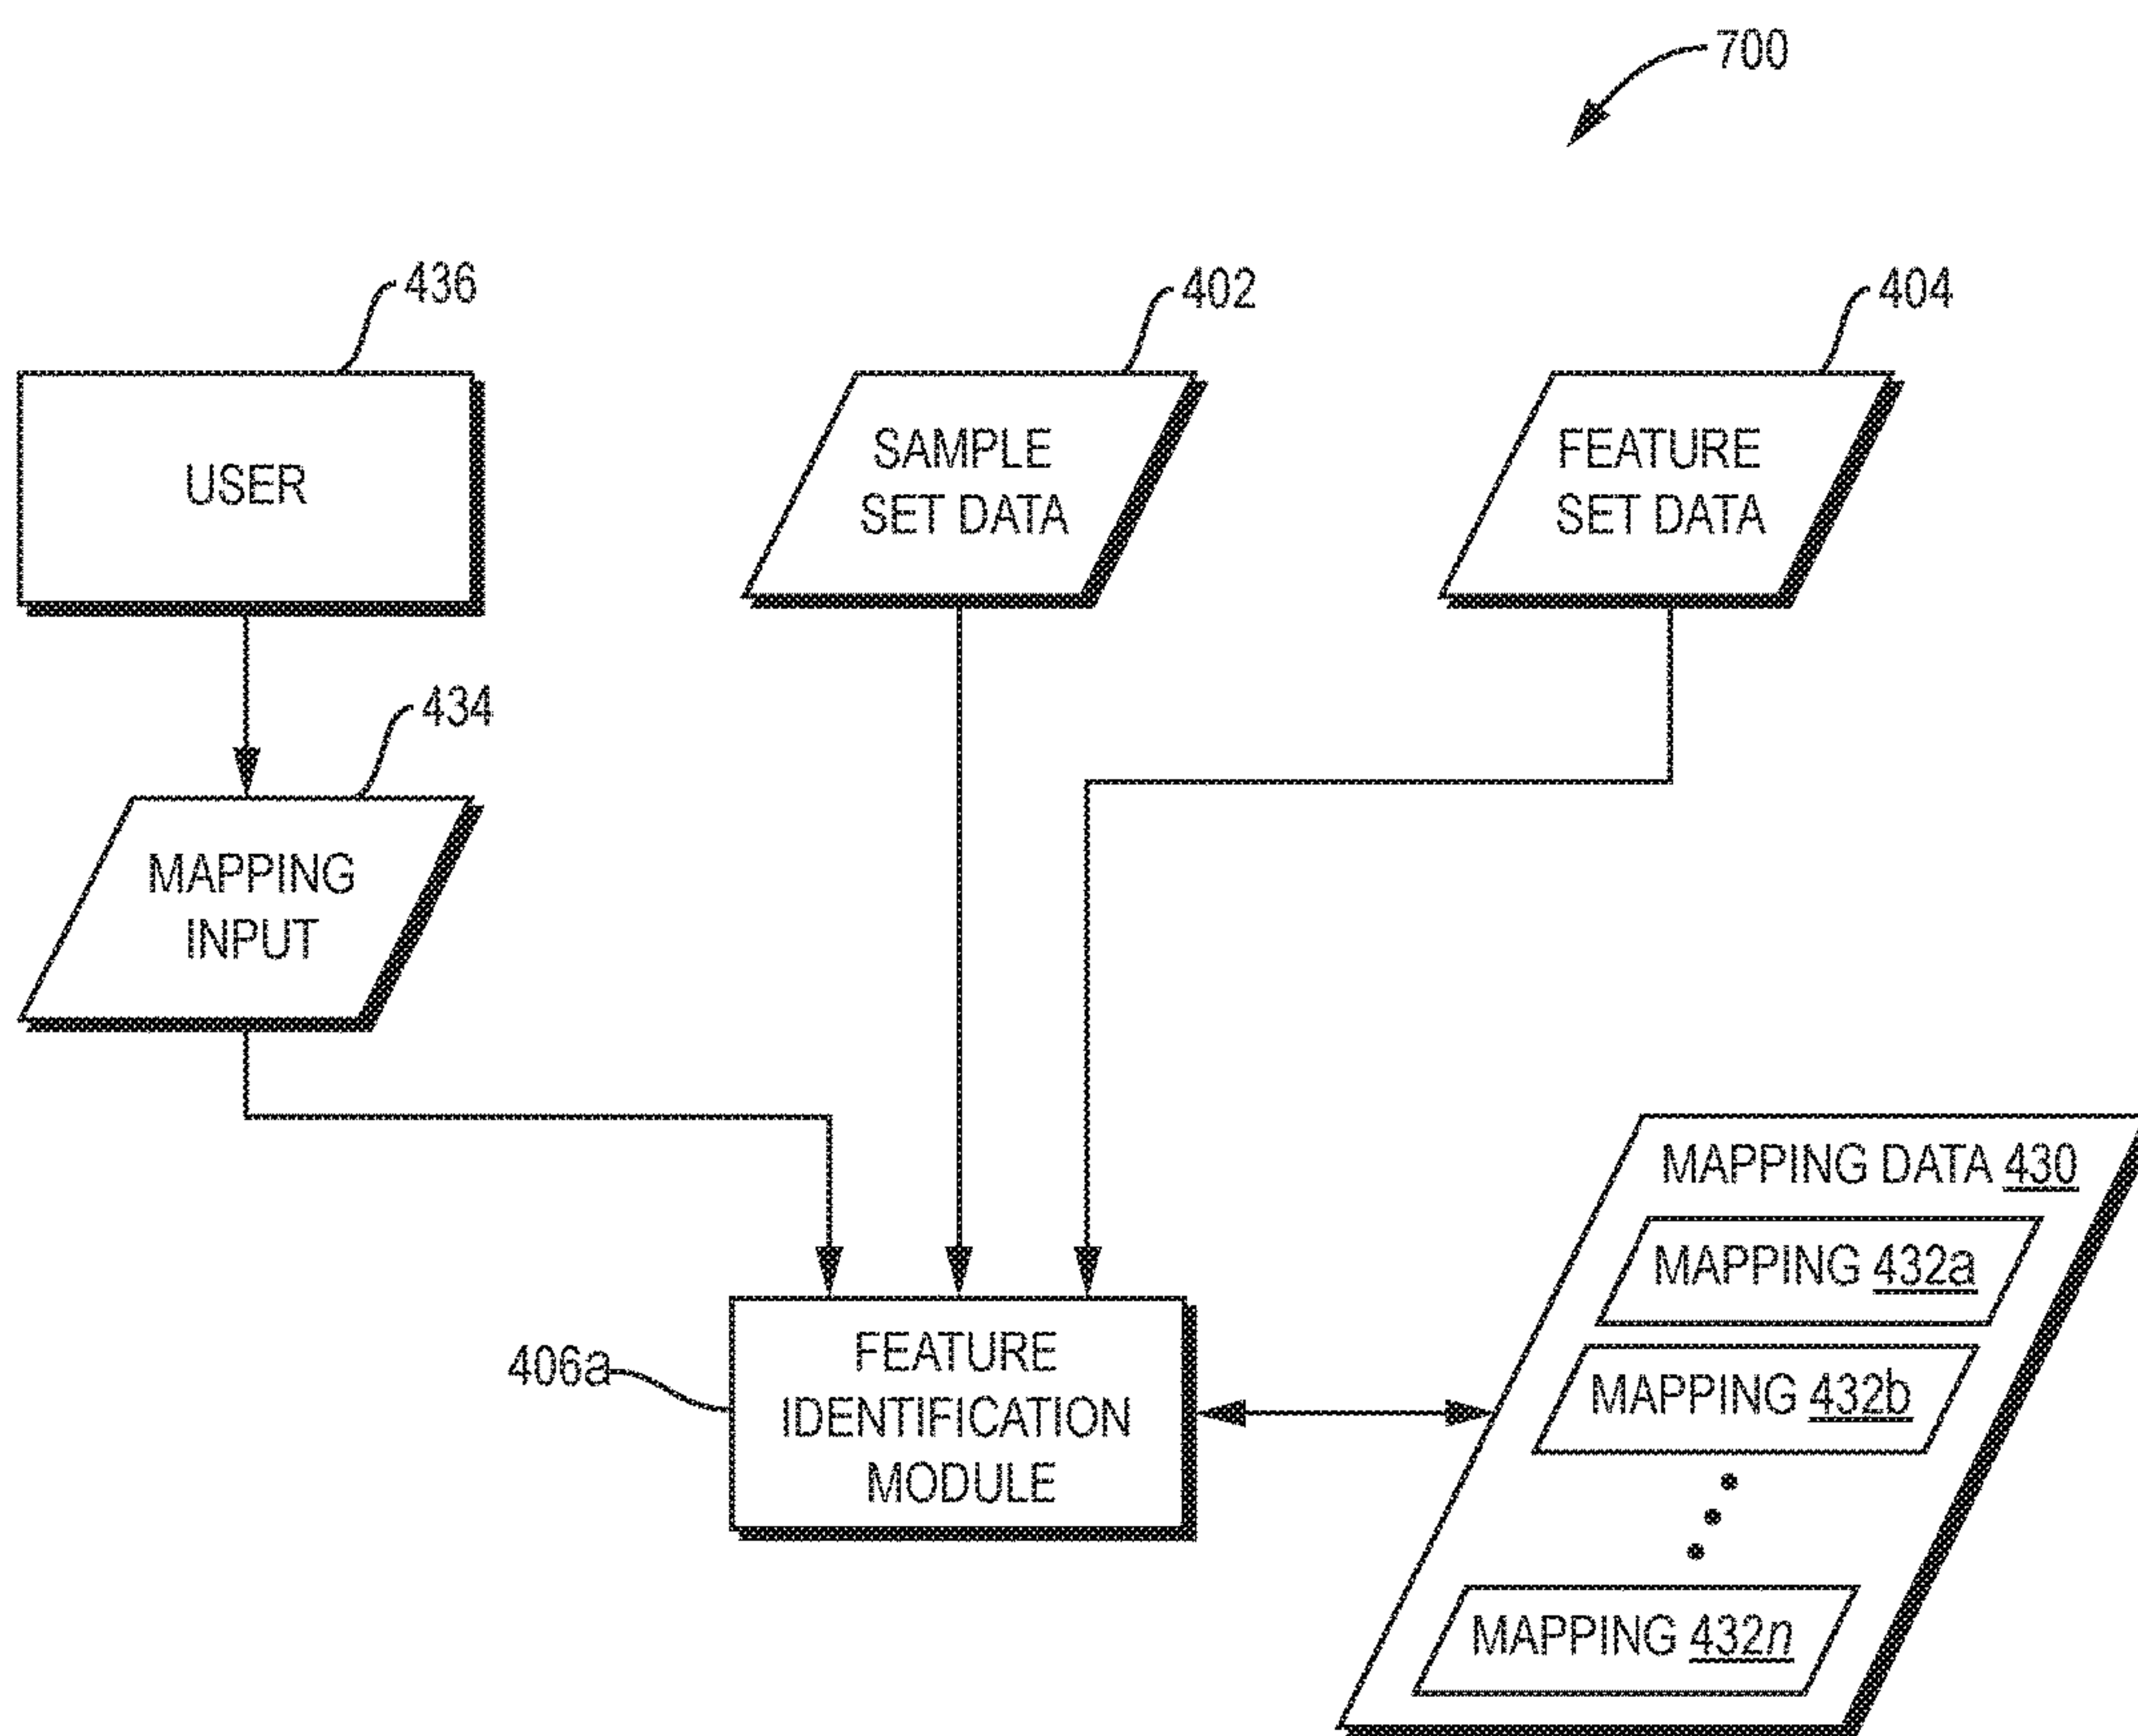 700
436
402
404
USER
SAMPLE
SET DATA
FEATURE
SET DATA
434
MAPPING
INPUT
MAPPING DATA 430
MAPPING 432a
MAPPING 432b
MAPPING 432n
406a
FEATURE
IDENTIFICATION
MODULE